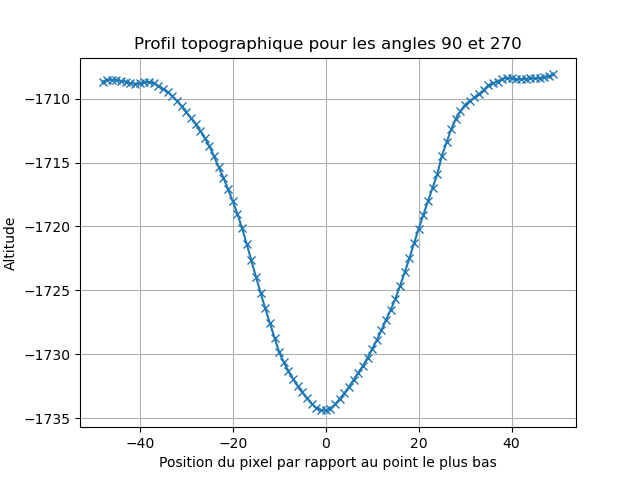 Profil topographique pour les angles 90 et 270
Altitude
−1710
−1715
−1720
−1725
−1730
−1735
−40 −20 0 20 40
Position du pixel par rapport au point le plus bas